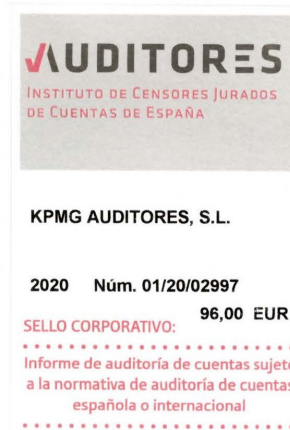 AUDITORES
INSTITUTO DE CENSORES JURADOS
DE CUENTAS DE ESPAÑA
KPMG AUDITORES, S.L.
2020 Núm. 01/20/02997
96,00 EUR
SELLO CORPORATIVO:
Informe de auditoría de cuentas sujeto
a la normativa de auditoría de cuentas
española o internacional